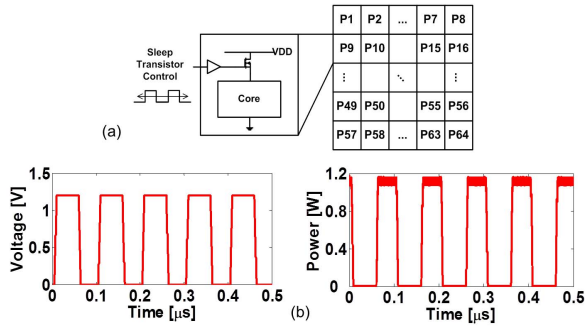 Sleep
Transistor
Control
VDD
Core
(a)
P1 P2 ... P7 P8
P9 P10 P15 P16
⋮ ⋱ ⋮
P49 P50 P55 P56
P57 P58 ... P63 P64
Voltage [V]
1.5
1
0.5
0
0 0.1 0.2 0.3 0.4 0.5
Time [μs]
(b)
Power [W]
1.2
0.8
0.4
0
0 0.1 0.2 0.3 0.4 0.5
Time [μs]